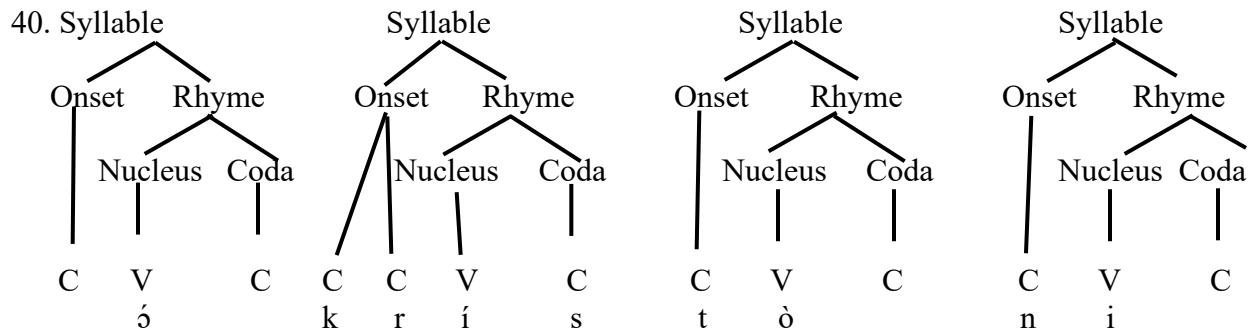 40. Syllable Syllable Syllable Syllable
Onset Rhyme Onset Rhyme Onset Rhyme Onset Rhyme
Nucleus Coda Nucleus Coda Nucleus Coda Nucleus Coda
C V C C C V C C V C C V C
ɔ́ k r í s t ò n i